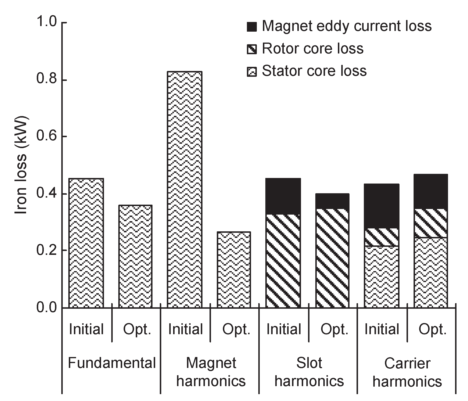 1.0
0.8
0.6
0.4
0.2
0.0
Iron loss (kW)
Magnet eddy current loss
Rotor core loss
Stator core loss
Initial Opt. Initial Opt. Initial Opt. Initial Opt.
Fundamental Magnet Slot Carrier
harmonics harmonics harmonics